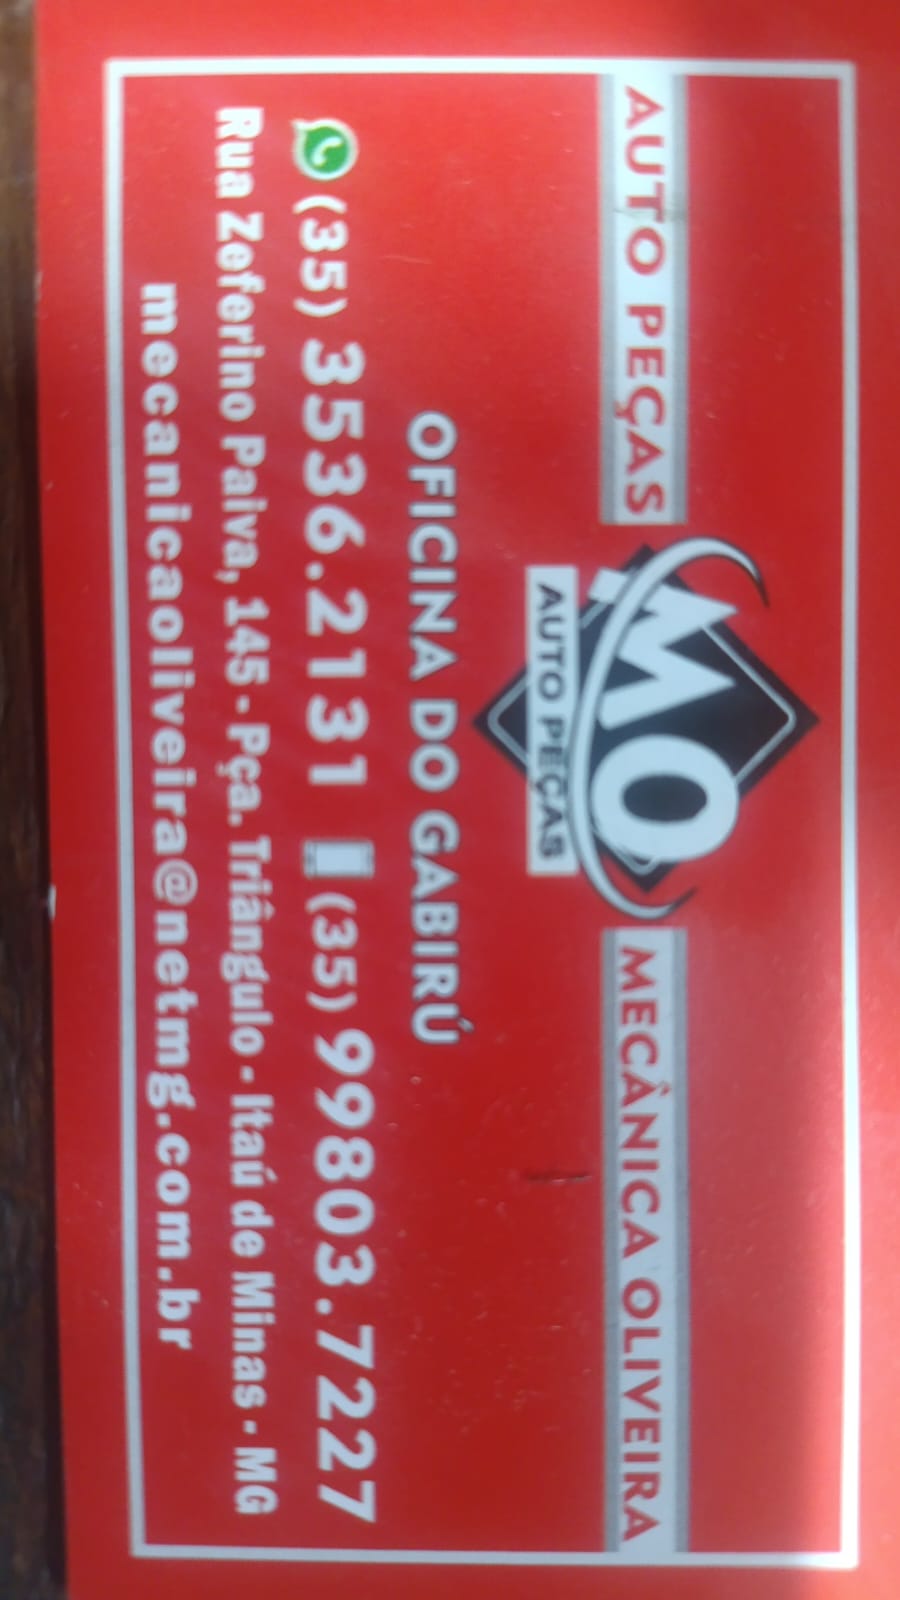 AUTO PEÇAS
MO
AUTO PEÇAS
MECÂNICA OLIVEIRA
OFICINA DO GABIRÚ
(35) 3536.2131 (35) 99803.7227
Rua Zeferino Paiva, 145 - Pça. Triângulo - Itaú de Minas - MG
mecanicaoliveira@netmg.com.br